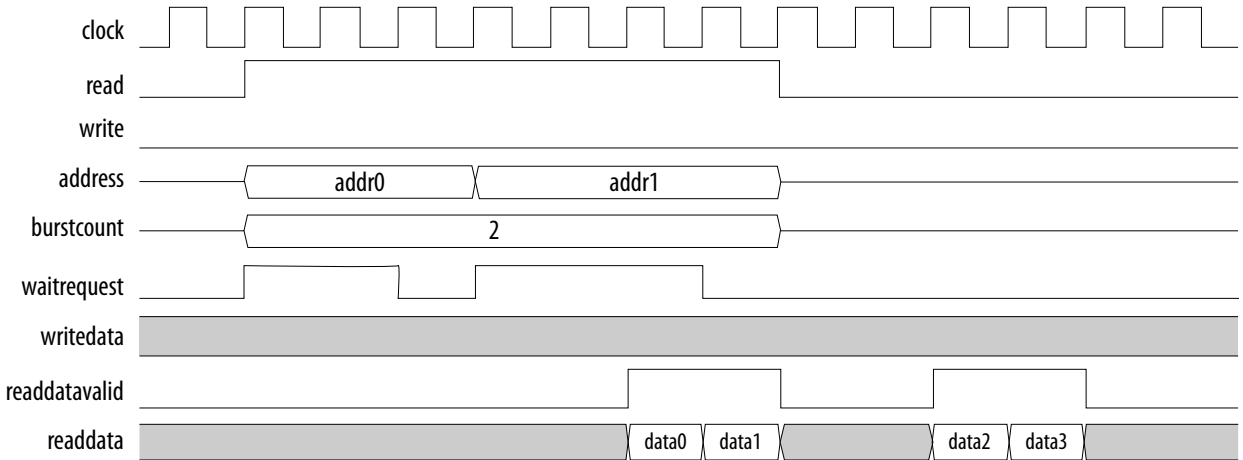 clock
read
write
address addr0 addr1
burstcount 2
waitrequest
writedata
readdatavalid
readdata data0 data1 data2 data3